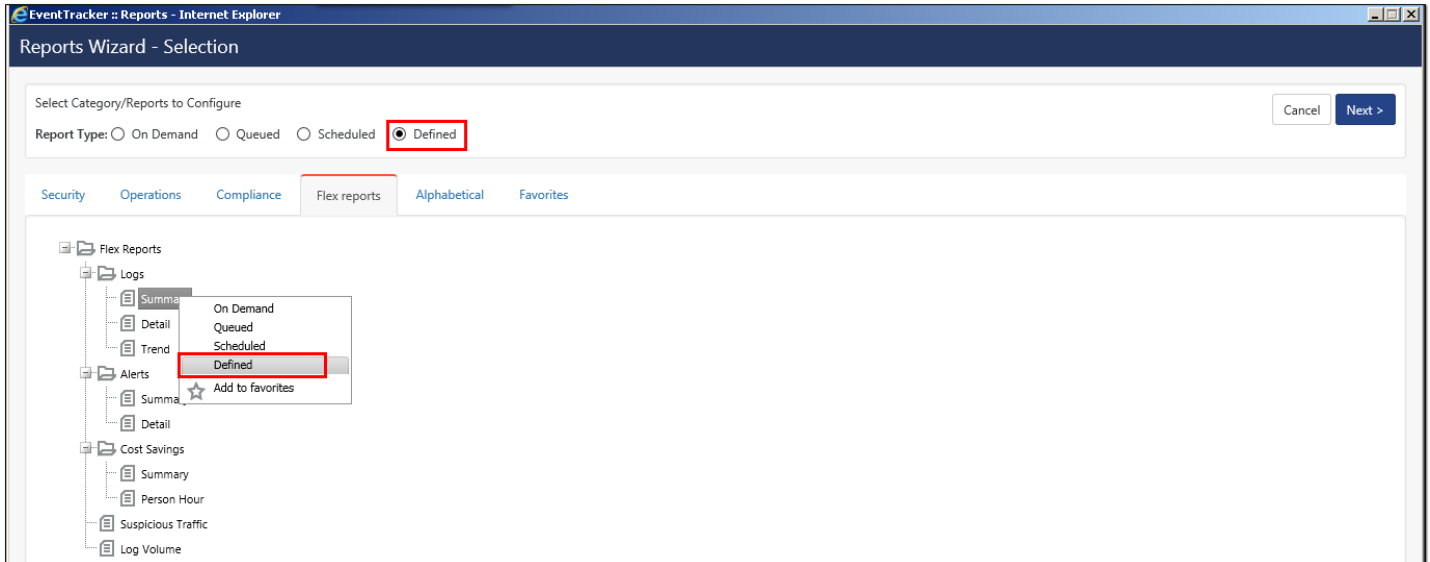 EventTracker :: Reports - Internet Explorer
Reports Wizard - Selection
Select Category/Reports to Configure
Cancel Next >
Report Type: On Demand Queued Scheduled Defined
Security Operations Compliance Flex reports Alphabetical Favorites
Flex Reports
Logs
Summa
On Demand
Detail
Queued
Trend
Scheduled
Defined
Alerts
Add to favorites
Summa
Detail
Cost Savings
Summary
Person Hour
Suspicious Traffic
Log Volume